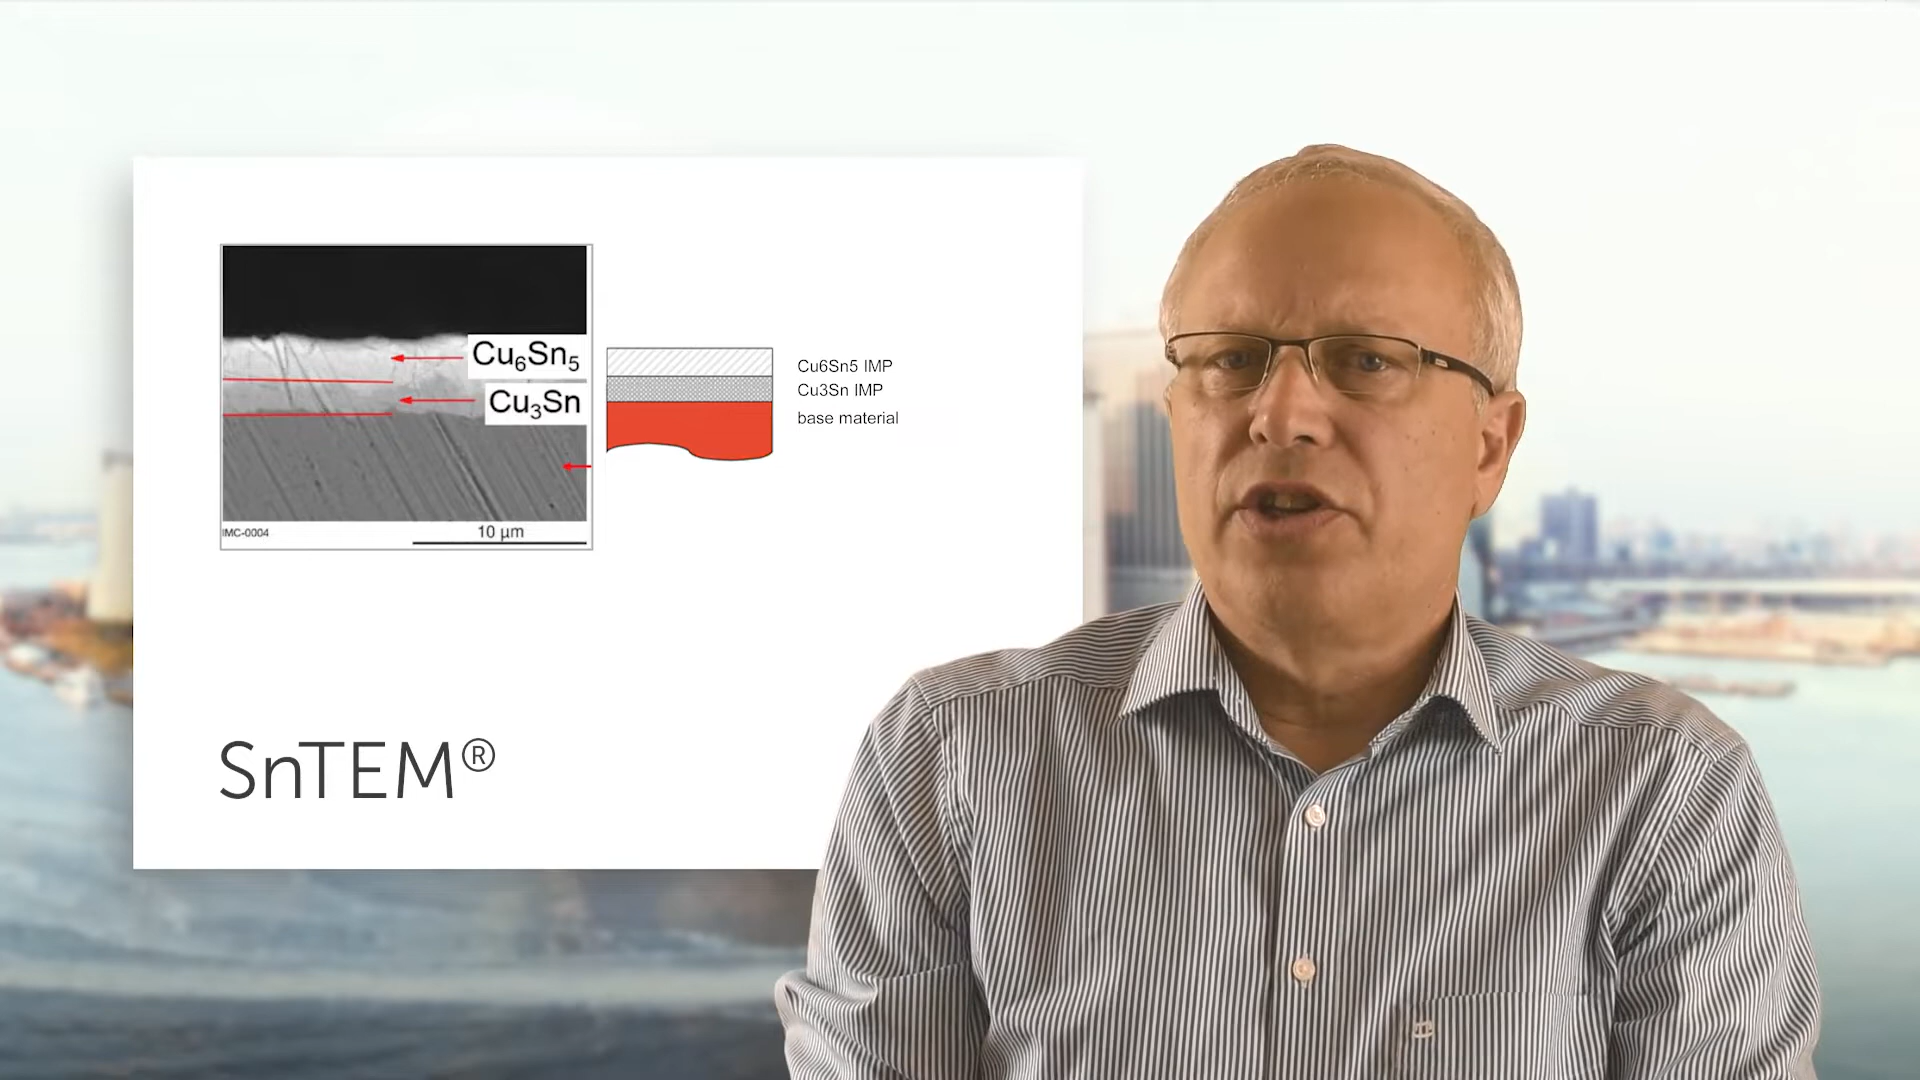 Cu₆Sn₅
Cu₃Sn
IMC-0004
10 µm
Cu6Sn5 IMP
Cu3Sn IMP
base material
SnTEM®